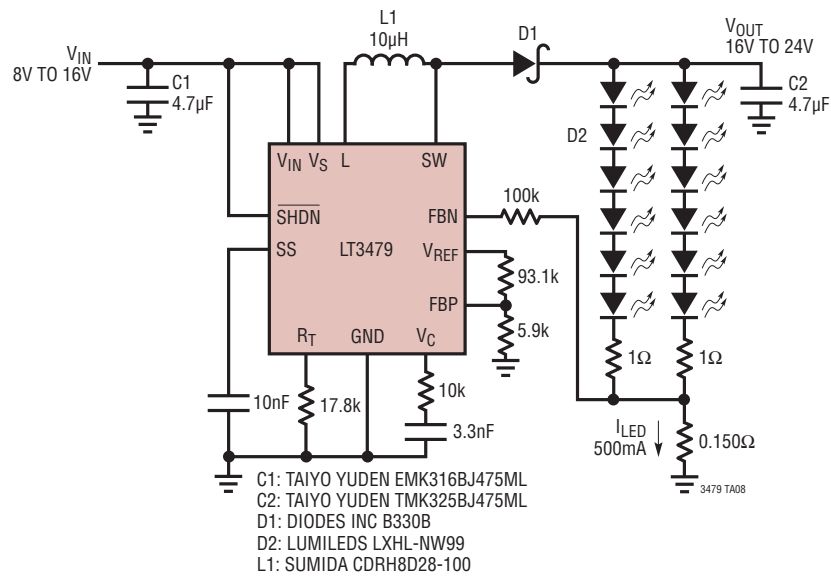 L1
10µH
D1
VIN
8V TO 16V
VOUT
16V TO 24V
C1
4.7µF
C2
4.7µF
D2
VIN VS L SW
SHDN
FBN
100k
SS
LT3479
VREF
93.1k
FBP
5.9k
RT GND VC
1Ω
1Ω
10nF
17.8k
10k
3.3nF
ILED
500mA
0.150Ω
3479 TA08
C1: TAIYO YUDEN EMK316BJ475ML
C2: TAIYO YUDEN TMK325BJ475ML
D1: DIODES INC B330B
D2: LUMILEDS LXHL-NW99
L1: SUMIDA CDRH8D28-100